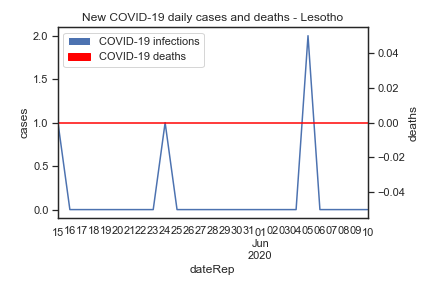 New COVID-19 daily cases and deaths - Lesotho
COVID-19 infections
COVID-19 deaths
2.0
1.5
1.0
0.5
0.0
cases
0.04
0.02
0.00
−0.02
−0.04
deaths
15 16 17 18 19 20 21 22 23 24 25 26 27 28 29 30 31 01 02 03 04 05 06 07 08 09 10
Jun
2020
dateRep